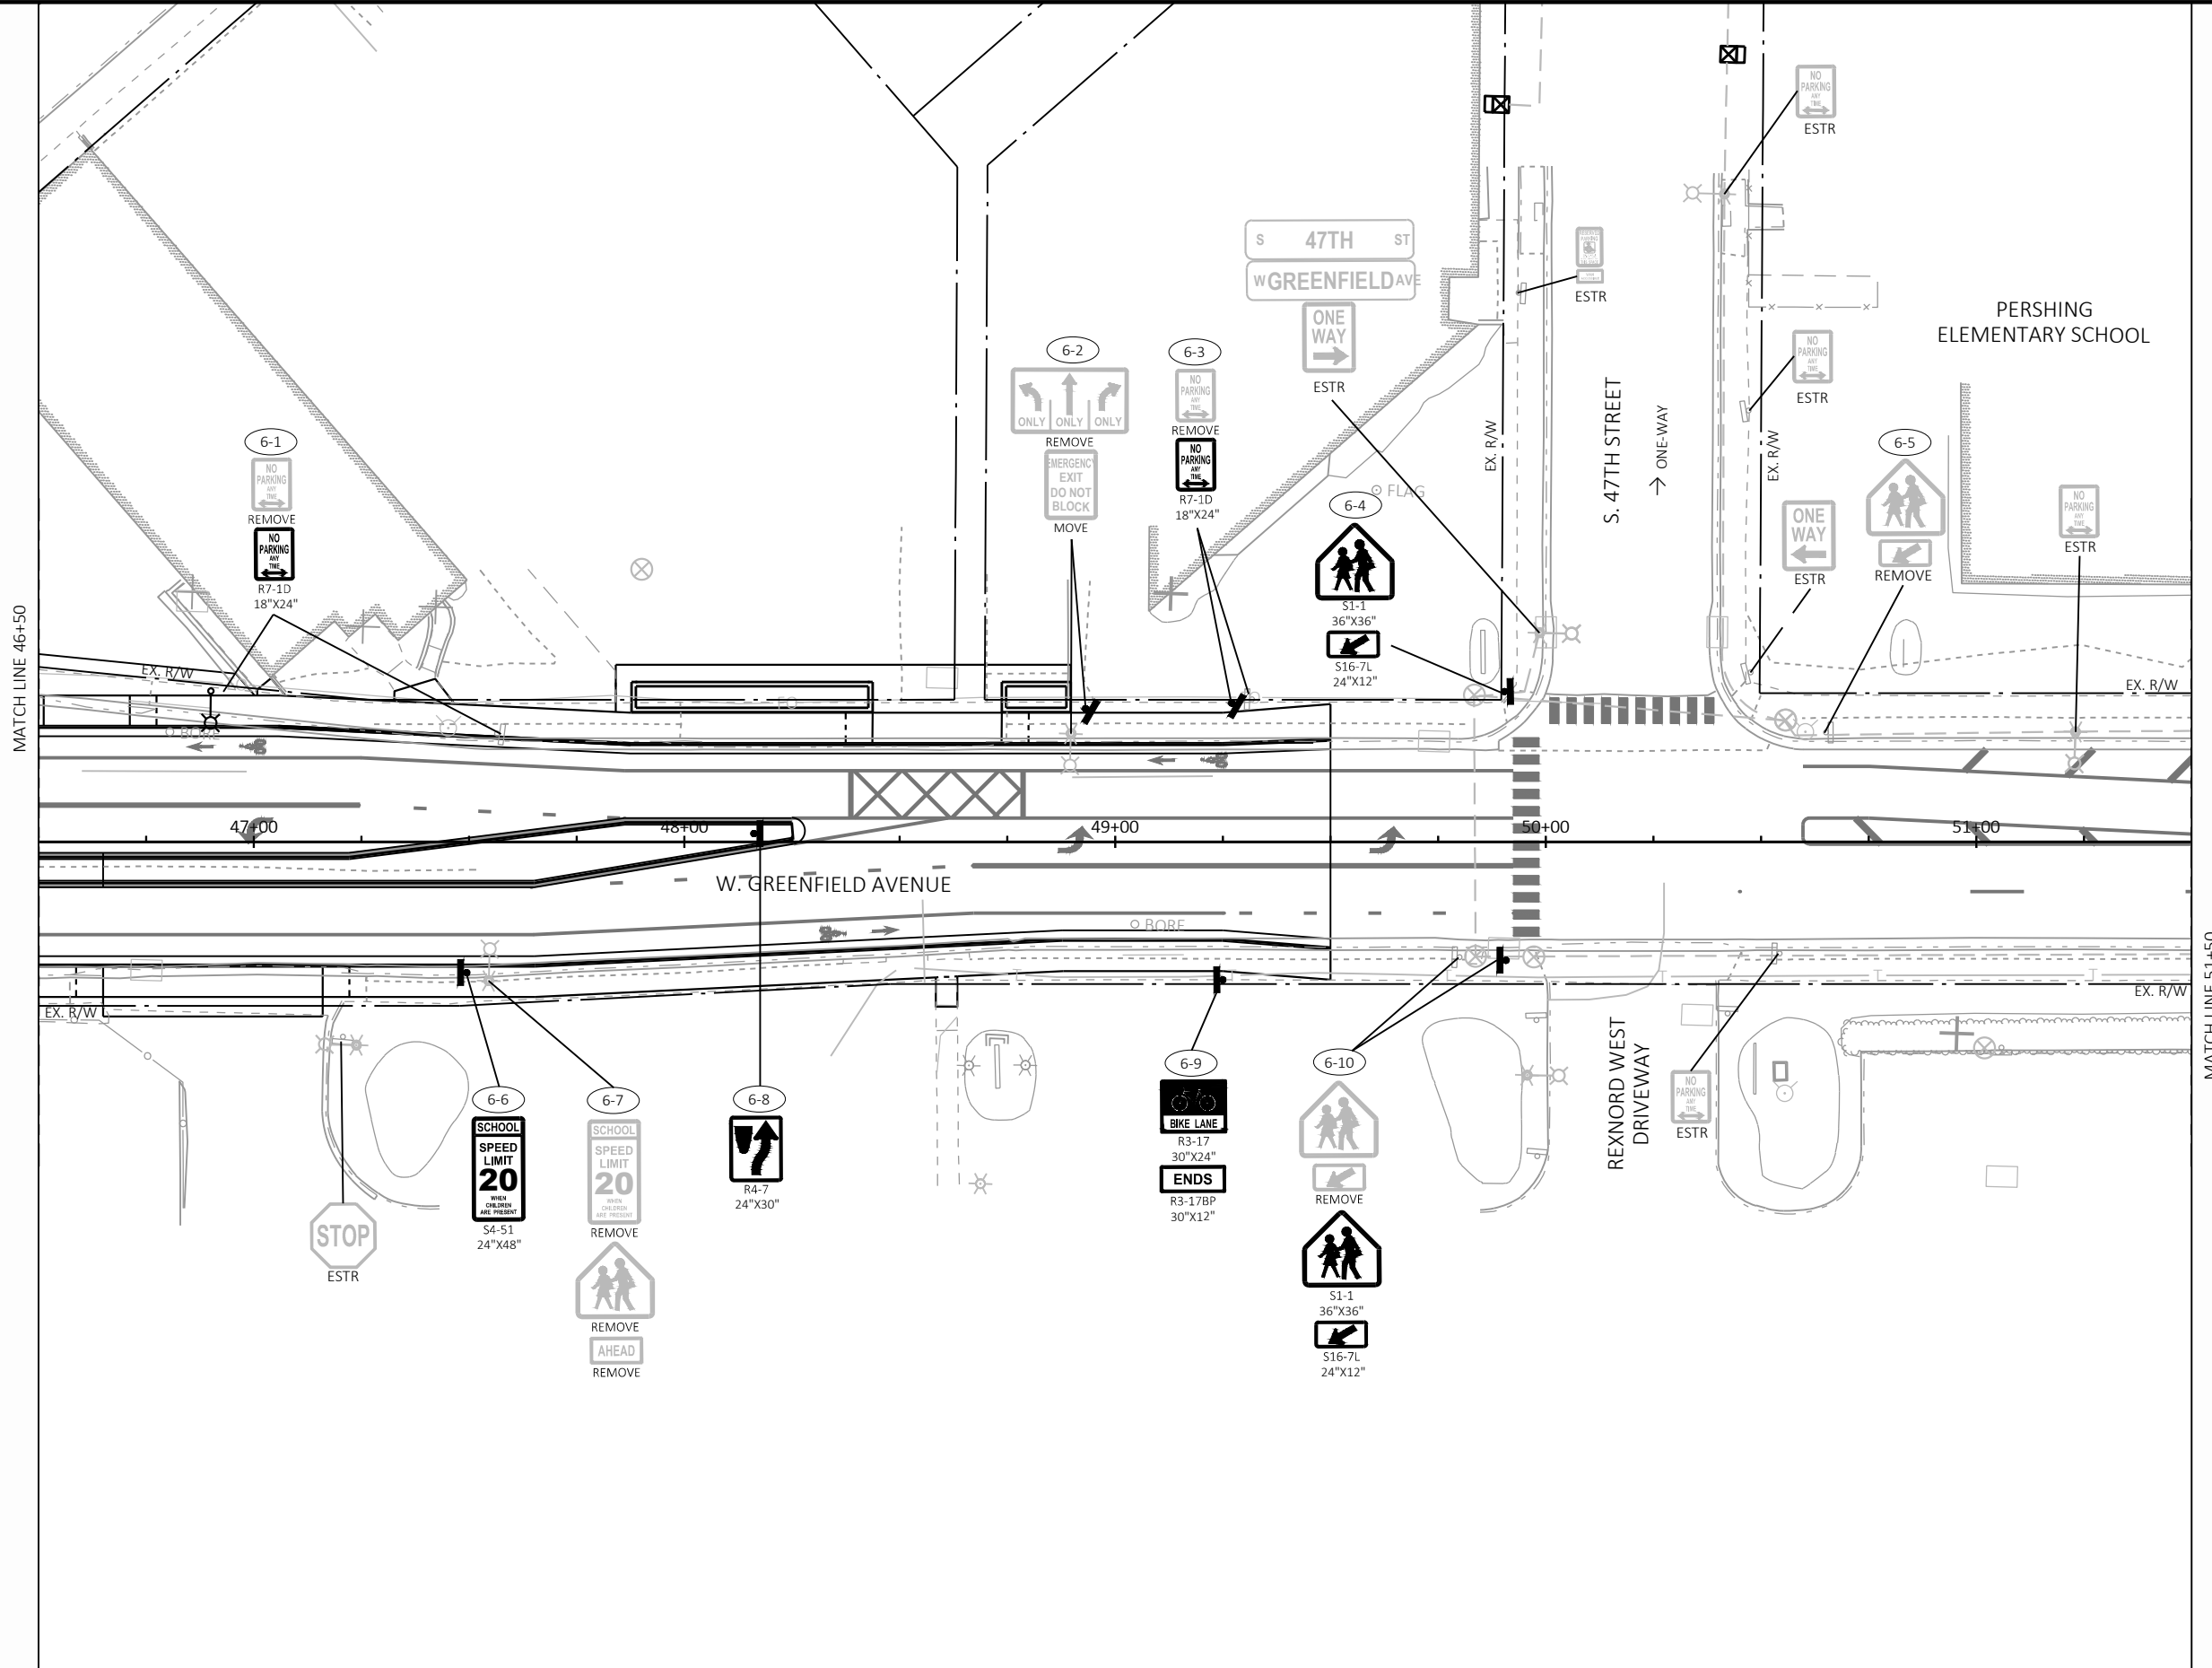 NO
PARKING
ANY
TIME
ESTR
S 47TH ST
W GREENFIELD AVE
ONE
WAY
ESTR
ESTR
PERSHING
ELEMENTARY SCHOOL
NO
PARKING
ANY
TIME
ESTR
6-1
NO
PARKING
ANY
TIME
REMOVE
NO
PARKING
ANY
TIME
R7-1D
18"X24"
6-2
ONLY ONLY ONLY
REMOVE
EMERGENCY
EXIT
DO NOT
BLOCK
MOVE
6-3
NO
PARKING
ANY
TIME
REMOVE
NO
PARKING
ANY
TIME
R7-1D
18"X24"
FLAG
6-4
S1-1
36"X36"
S16-7L
24"X12"
EX. R/W
S. 47TH STREET
ONE-WAY
EX. R/W
ONE
WAY
ESTR
6-5
REMOVE
NO
PARKING
ANY
TIME
ESTR
MATCH LINE 46+50
EX. R/W
EX. R/W
BORE
47+00
48+00
49+00
50+00
51+00
W. GREENFIELD AVENUE
BORE
EX. R/W
EX. R/W
MATCH LINE 51+50
REXNORD WEST
DRIVEWAY
NO
PARKING
ANY
TIME
ESTR
STOP
ESTR
6-6
SCHOOL
SPEED
LIMIT
20
WHEN
CHILDREN
ARE PRESENT
S4-51
24"X48"
6-7
SCHOOL
SPEED
LIMIT
20
WHEN
CHILDREN
ARE PRESENT
REMOVE
REMOVE
AHEAD
REMOVE
6-8
R4-7
24"X30"
6-9
BIKE LANE
R3-17
30"X24"
ENDS
R3-17BP
30"X12"
6-10
REMOVE
S1-1
36"X36"
S16-7L
24"X12"